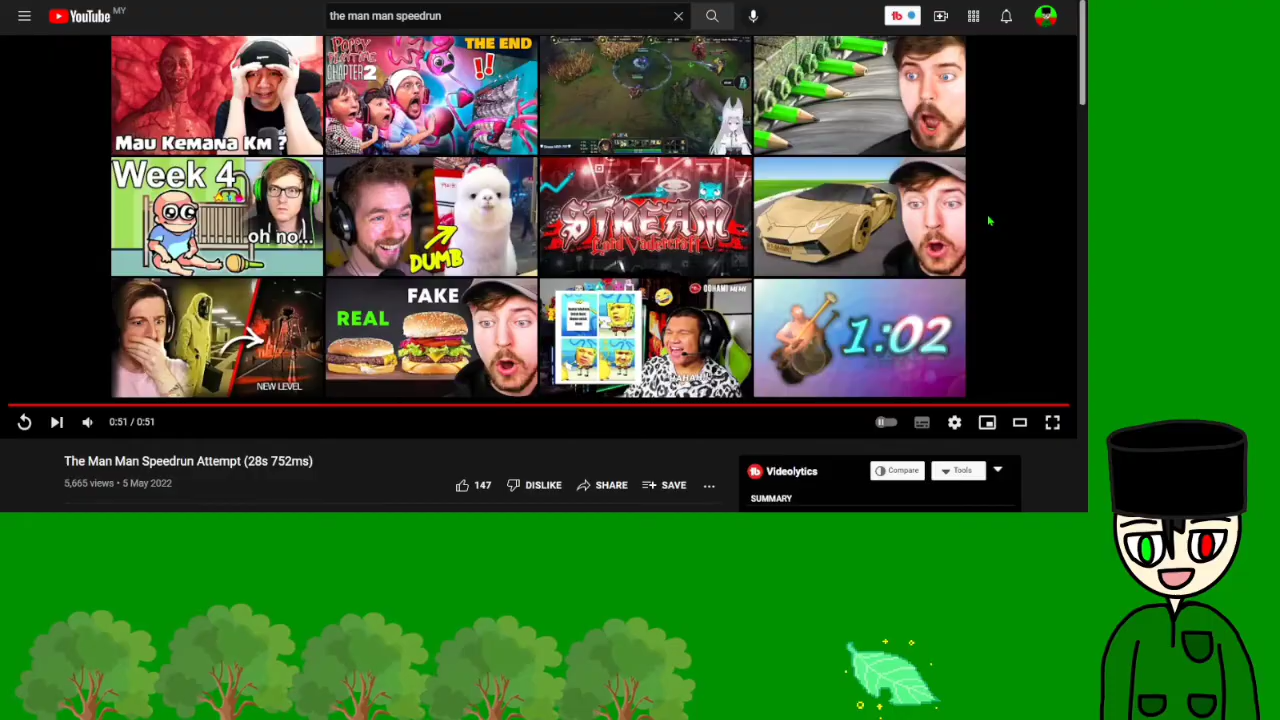 YouTube MY
the man man speedrun
tb
Mau Kemana Km ?
POPPY PLAYTIME CHAPTER 2
THE END
!!
Week 4
oh no...
DUMB
STREAM
1:02
NEW LEVEL
REAL
FAKE
0:51 / 0:51
The Man Man Speedrun Attempt (28s 752ms)
5,665 views • 5 May 2022
147
DISLIKE
SHARE
SAVE
tb Videolytics
Compare
Tools
SUMMARY